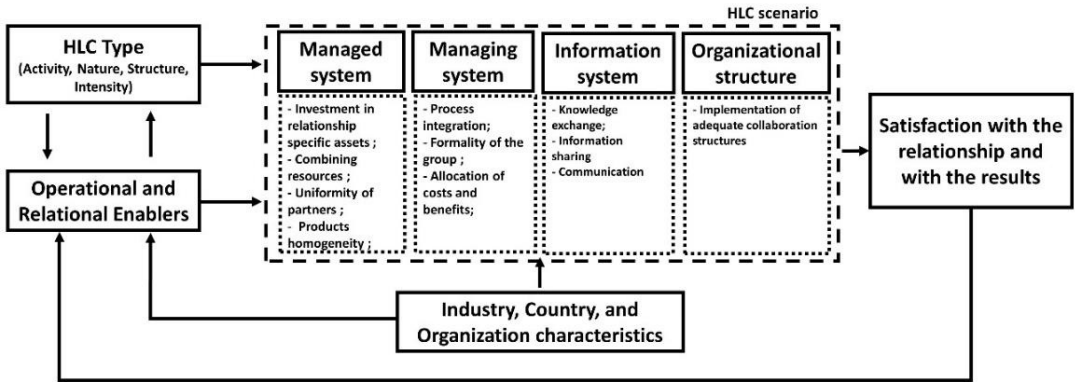 HLC scenario
HLC Type
(Activity, Nature, Structure,
Intensity)
Operational and
Relational Enablers
Managed
system
- Investment in
relationship
specific assets ;
- Combining
resources ;
- Uniformity of
partners ;
- Products
homogeneity ;
Managing
system
- Process
integration;
- Formality of the
group ;
- Allocation of
costs and
benefits;
Information
system
- Knowledge
exchange;
- Information
sharing
- Communication
Organizational
structure
- Implementation of
adequate collaboration
structures
Satisfaction with the
relationship and
with the results
Industry, Country, and
Organization characteristics